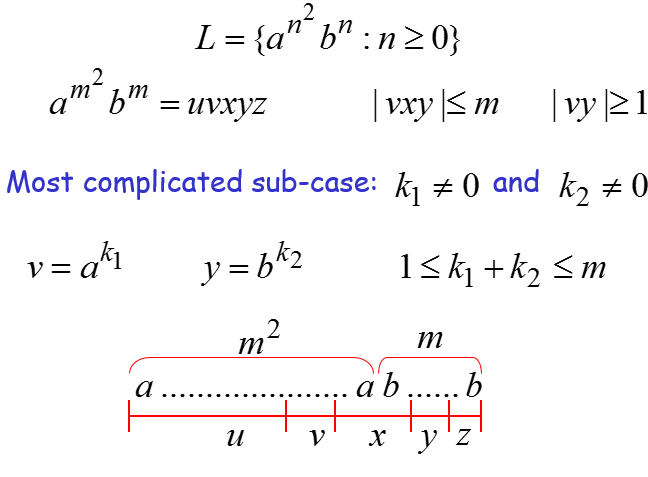 L = {a^{n^2} b^n : n ≥ 0}
a^{m^2} b^m = uvxyz | vxy |≤ m | vy |≥ 1
Most complicated sub-case: k_1 ≠ 0 and k_2 ≠ 0
v = a^{k_1} y = b^{k_2} 1 ≤ k_1 + k_2 ≤ m
m^2 m
a ..................... a b ...... b
u v x y z